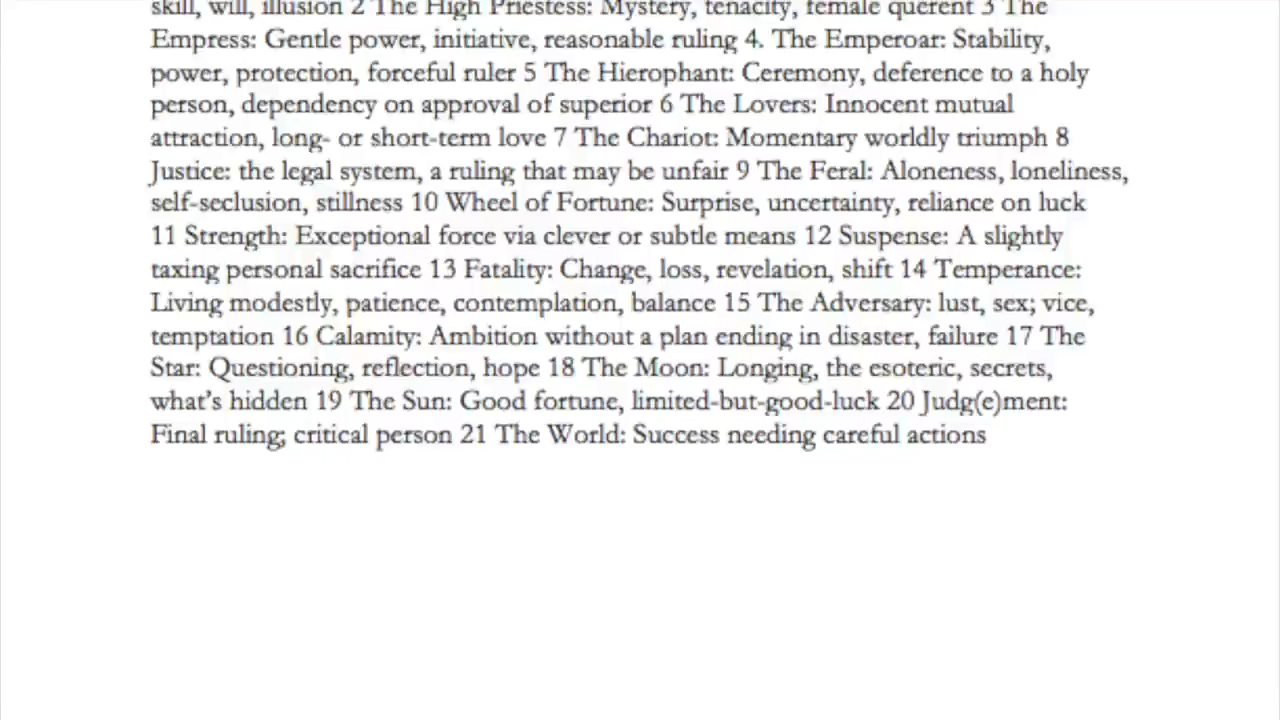 skill, will, illusion 2 The High Priestess: Mystery, tenacity, female querent 3 The
Empress: Gentle power, initiative, reasonable ruling 4. The Emperoar: Stability,
power, protection, forceful ruler 5 The Hierophant: Ceremony, deference to a holy
person, dependency on approval of superior 6 The Lovers: Innocent mutual
attraction, long- or short-term love 7 The Chariot: Momentary worldly triumph 8
Justice: the legal system, a ruling that may be unfair 9 The Feral: Aloneness, loneliness,
self-seclusion, stillness 10 Wheel of Fortune: Surprise, uncertainty, reliance on luck
11 Strength: Exceptional force via clever or subtle means 12 Suspense: A slightly
taxing personal sacrifice 13 Fatality: Change, loss, revelation, shift 14 Temperance:
Living modestly, patience, contemplation, balance 15 The Adversary: lust, sex; vice,
temptation 16 Calamity: Ambition without a plan ending in disaster, failure 17 The
Star: Questioning, reflection, hope 18 The Moon: Longing, the esoteric, secrets,
what's hidden 19 The Sun: Good fortune, limited-but-good-luck 20 Judg(e)ment:
Final ruling; critical person 21 The World: Success needing careful actions